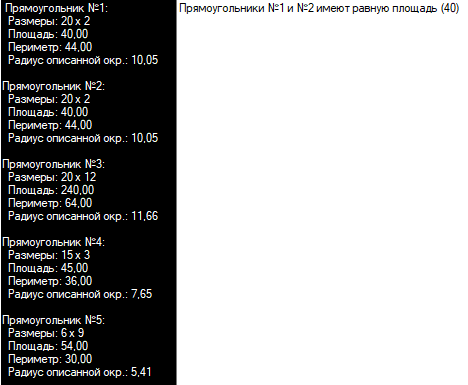 Прямоугольник №1:
Размеры: 20 x 2
Площадь: 40,00
Периметр: 44,00
Радиус описанной окр.: 10,05
Прямоугольник №2:
Размеры: 20 x 2
Площадь: 40,00
Периметр: 44,00
Радиус описанной окр.: 10,05
Прямоугольник №3:
Размеры: 20 x 12
Площадь: 240,00
Периметр: 64,00
Радиус описанной окр.: 11,66
Прямоугольник №4:
Размеры: 15 x 3
Площадь: 45,00
Периметр: 36,00
Радиус описанной окр.: 7,65
Прямоугольник №5:
Размеры: 6 x 9
Площадь: 54,00
Периметр: 30,00
Радиус описанной окр.: 5,41
Прямоугольники №1 и №2 имеют равную площадь (40)